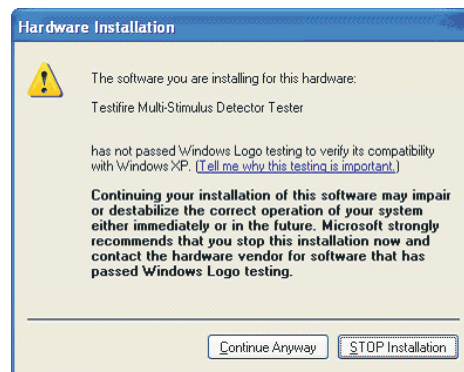 Hardware Installation
The software you are installing for this hardware:
Testifire Multi-Stimulus Detector Tester
has not passed Windows Logo testing to verify its compatibility
with Windows XP. (Tell me why this testing is important.)
Continuing your installation of this software may impair
or destabilize the correct operation of your system
either immediately or in the future. Microsoft strongly
recommends that you stop this installation now and
contact the hardware vendor for software that has
passed Windows Logo testing.
Continue Anyway
STOP Installation